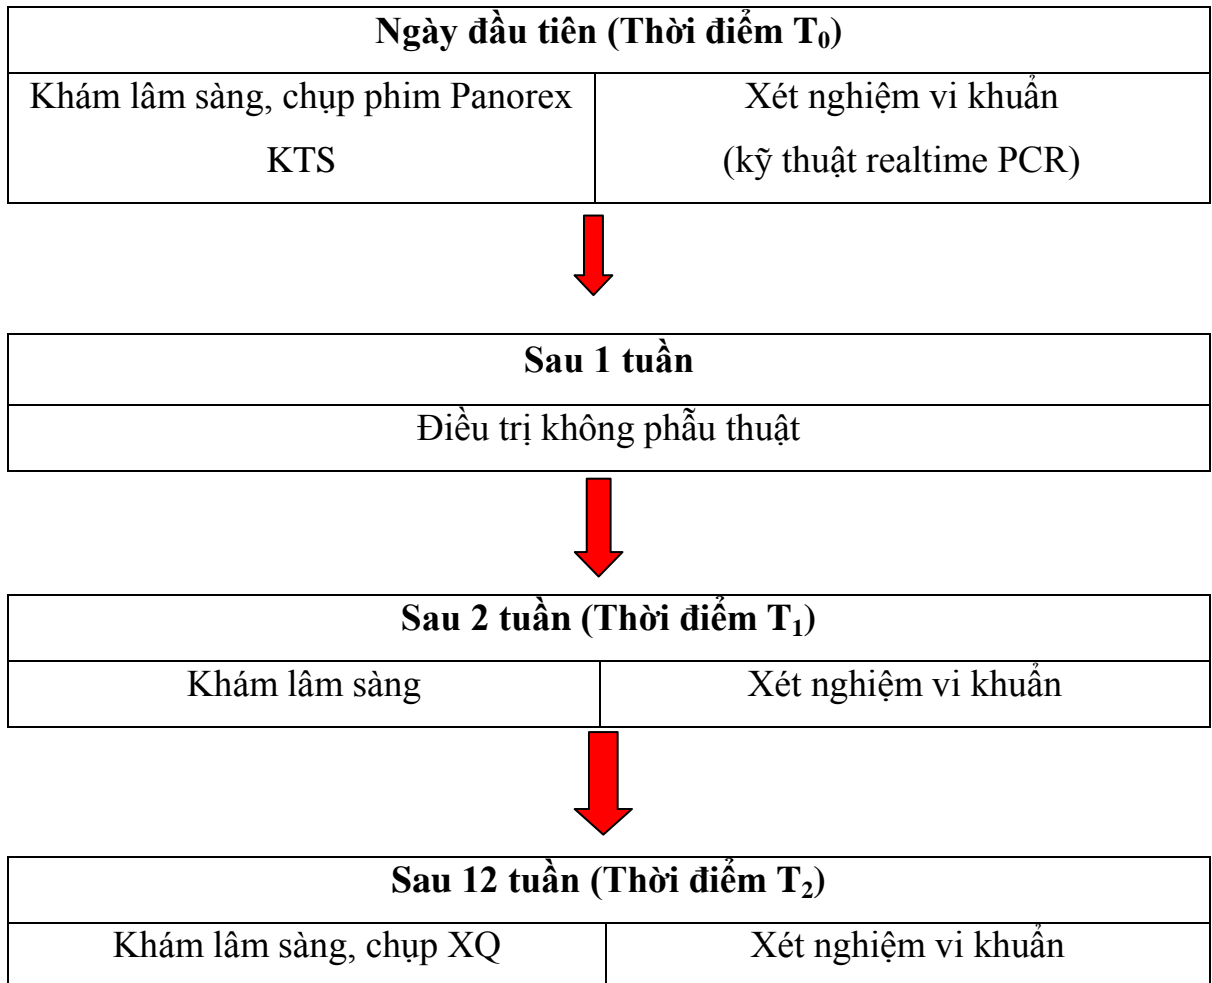 Ngày đầu tiên (Thời điểm T₀)
Khám lâm sàng, chụp phim Panorex
KTS
Xét nghiệm vi khuẩn
(kỹ thuật realtime PCR)
Sau 1 tuần
Điều trị không phẫu thuật
Sau 2 tuần (Thời điểm T₁)
Khám lâm sàng
Xét nghiệm vi khuẩn
Sau 12 tuần (Thời điểm T₂)
Khám lâm sàng, chụp XQ
Xét nghiệm vi khuẩn